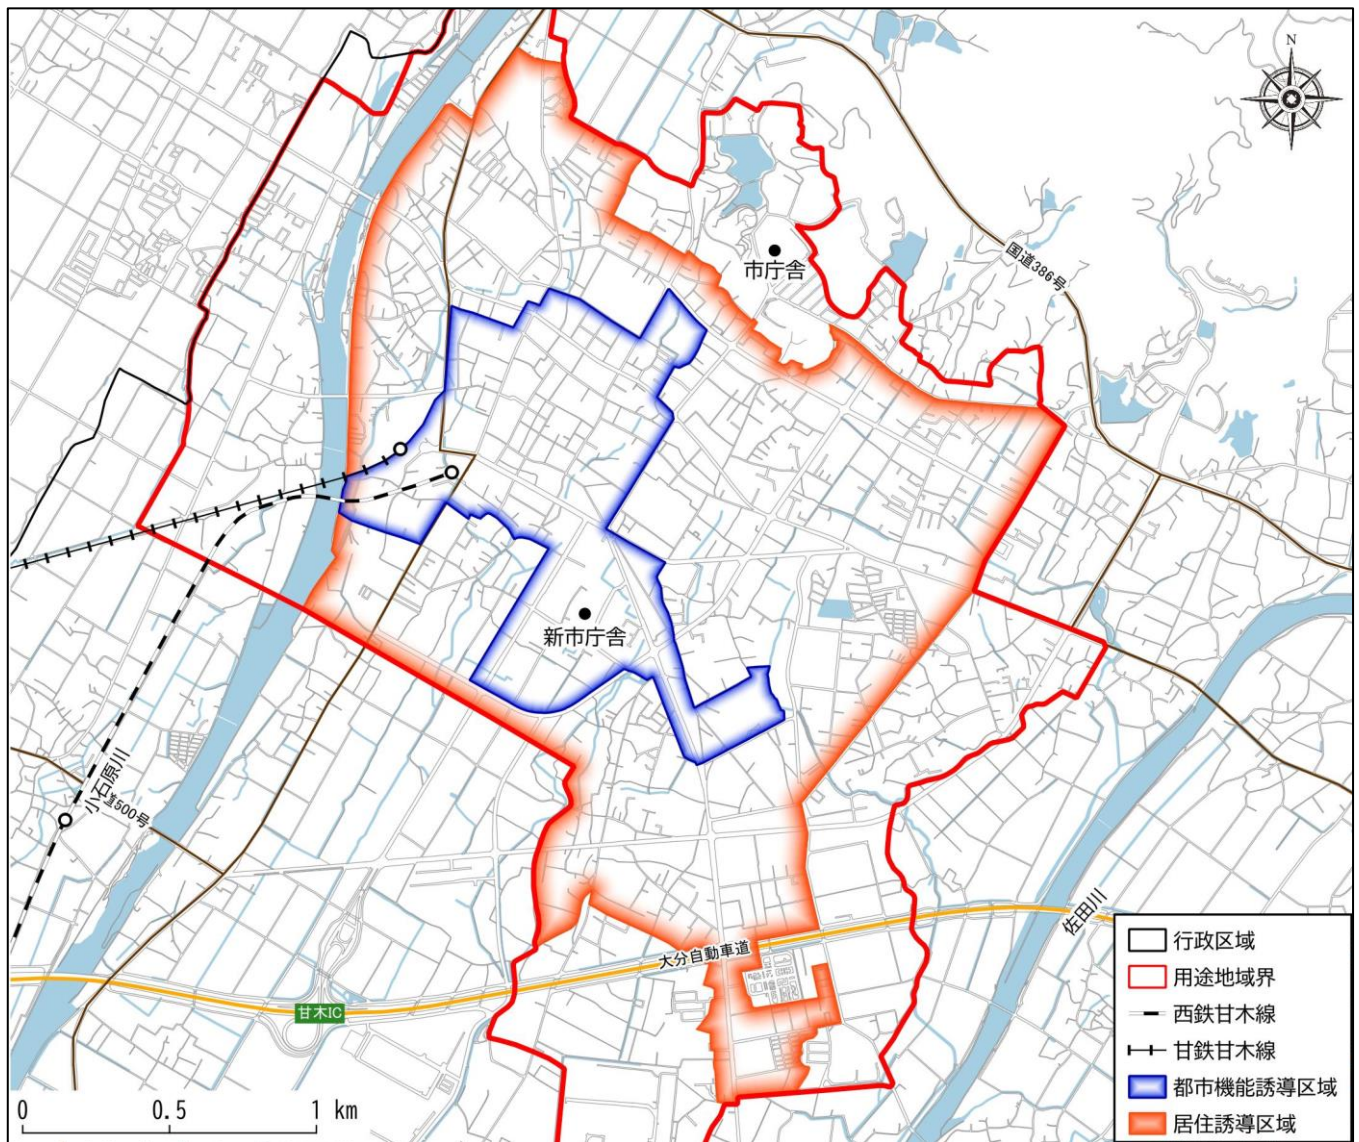 N
国道386号
市庁舎
新市庁舎
小石原川
道500号
大分自動車道
佐田川
甘木IC
0 0.5 1 km
行政区域
用途地域界
西鉄甘木線
甘鉄甘木線
都市機能誘導区域
居住誘導区域